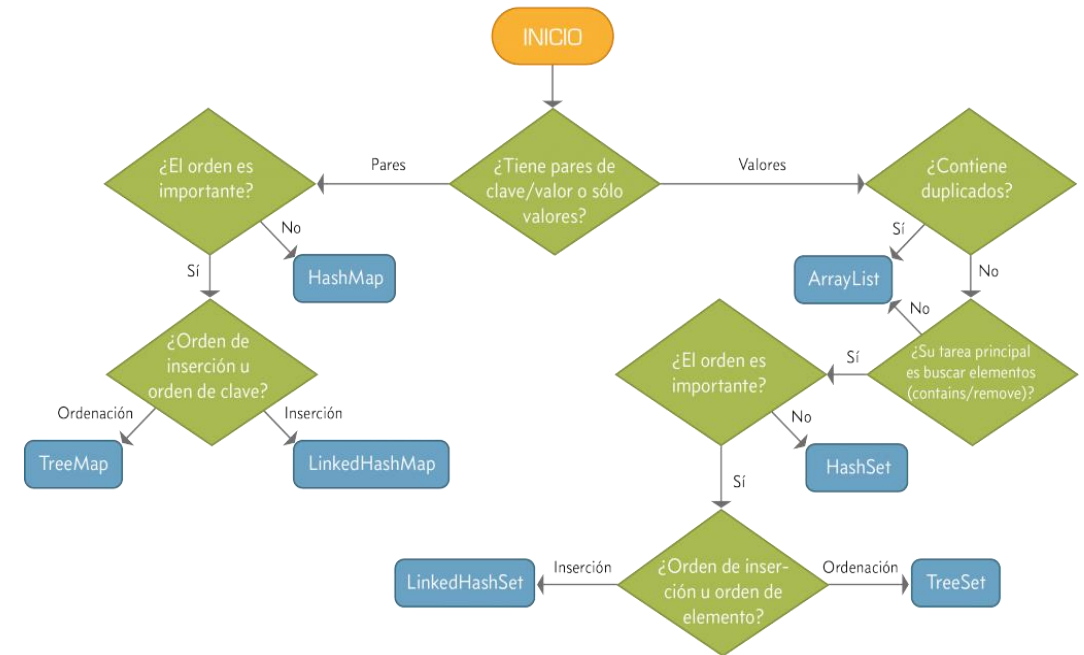 INICIO
¿El orden es
importante?
Pares
¿Tiene pares de
clave/valor o sólo
valores?
Valores
¿Contiene
duplicados?
No
Sí
HashMap
Sí
ArrayList
No
No
¿Orden de
inserción u
orden de clave?
¿El orden es
importante?
Sí
¿Su tarea principal
es buscar elementos
(contains/remove)?
Ordenación
Inserción
No
TreeMap
LinkedHashMap
HashSet
Sí
LinkedHashSet
Inserción
¿Orden de inser-
ción u orden de
elemento?
Ordenación
TreeSet